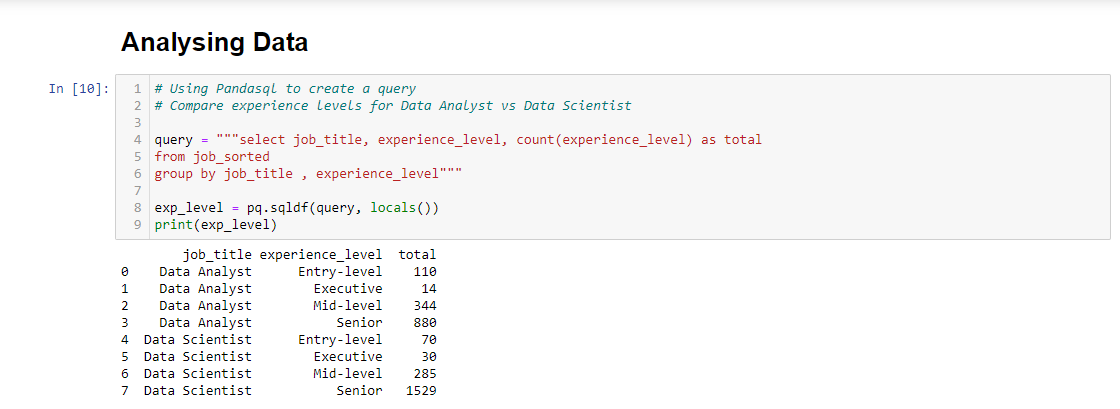 Analysing Data
In [10]:
1 # Using Pandasql to create a query
2 # Compare experience levels for Data Analyst vs Data Scientist
3
4 query = """select job_title, experience_level, count(experience_level) as total
5 from job_sorted
6 group by job_title , experience_level"""
7
8 exp_level = pq.sqldf(query, locals())
9 print(exp_level)
job_title experience_level total
0 Data Analyst Entry-level 110
1 Data Analyst Executive 14
2 Data Analyst Mid-level 344
3 Data Analyst Senior 880
4 Data Scientist Entry-level 70
5 Data Scientist Executive 30
6 Data Scientist Mid-level 285
7 Data Scientist Senior 1529